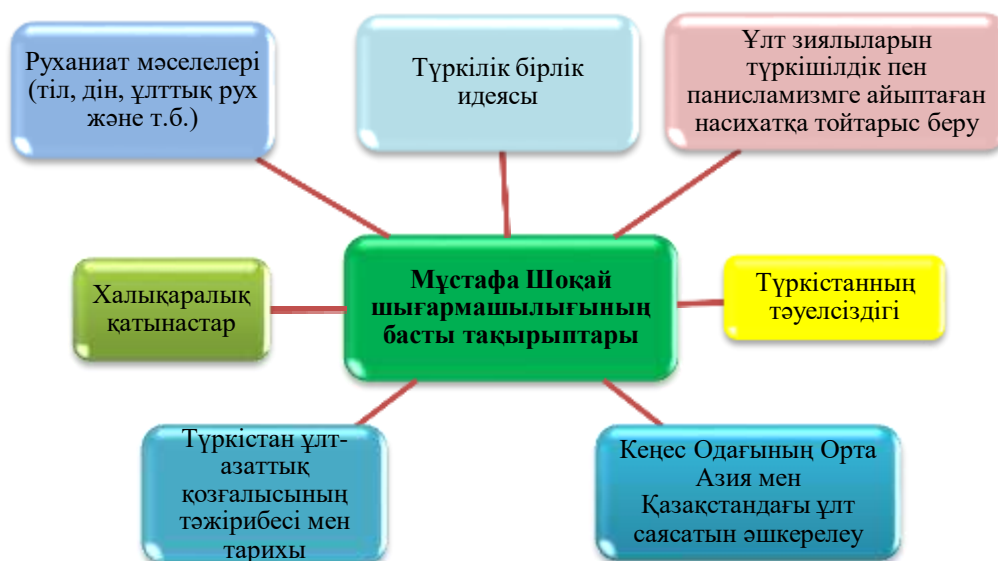 Руханиат мәселелері
(тіл, дін, ұлттық рух
және т.б.)
Түркілік бірлік
идеясы
Ұлт зиялыларын
түркішілдік пен
панисламизмге айыптаған
насихатқа тойтарыс беру
Халықаралық
қатынастар
Мұстафа Шоқай
шығармашылығының
басты тақырыптары
Түркістанның
тәуелсіздігі
Түркістан ұлт-
азаттық
қозғалысының
тәжірибесі мен
тарихы
Кеңес Одағының Орта
Азия мен
Қазақстандағы ұлт
саясатын әшкерелеу